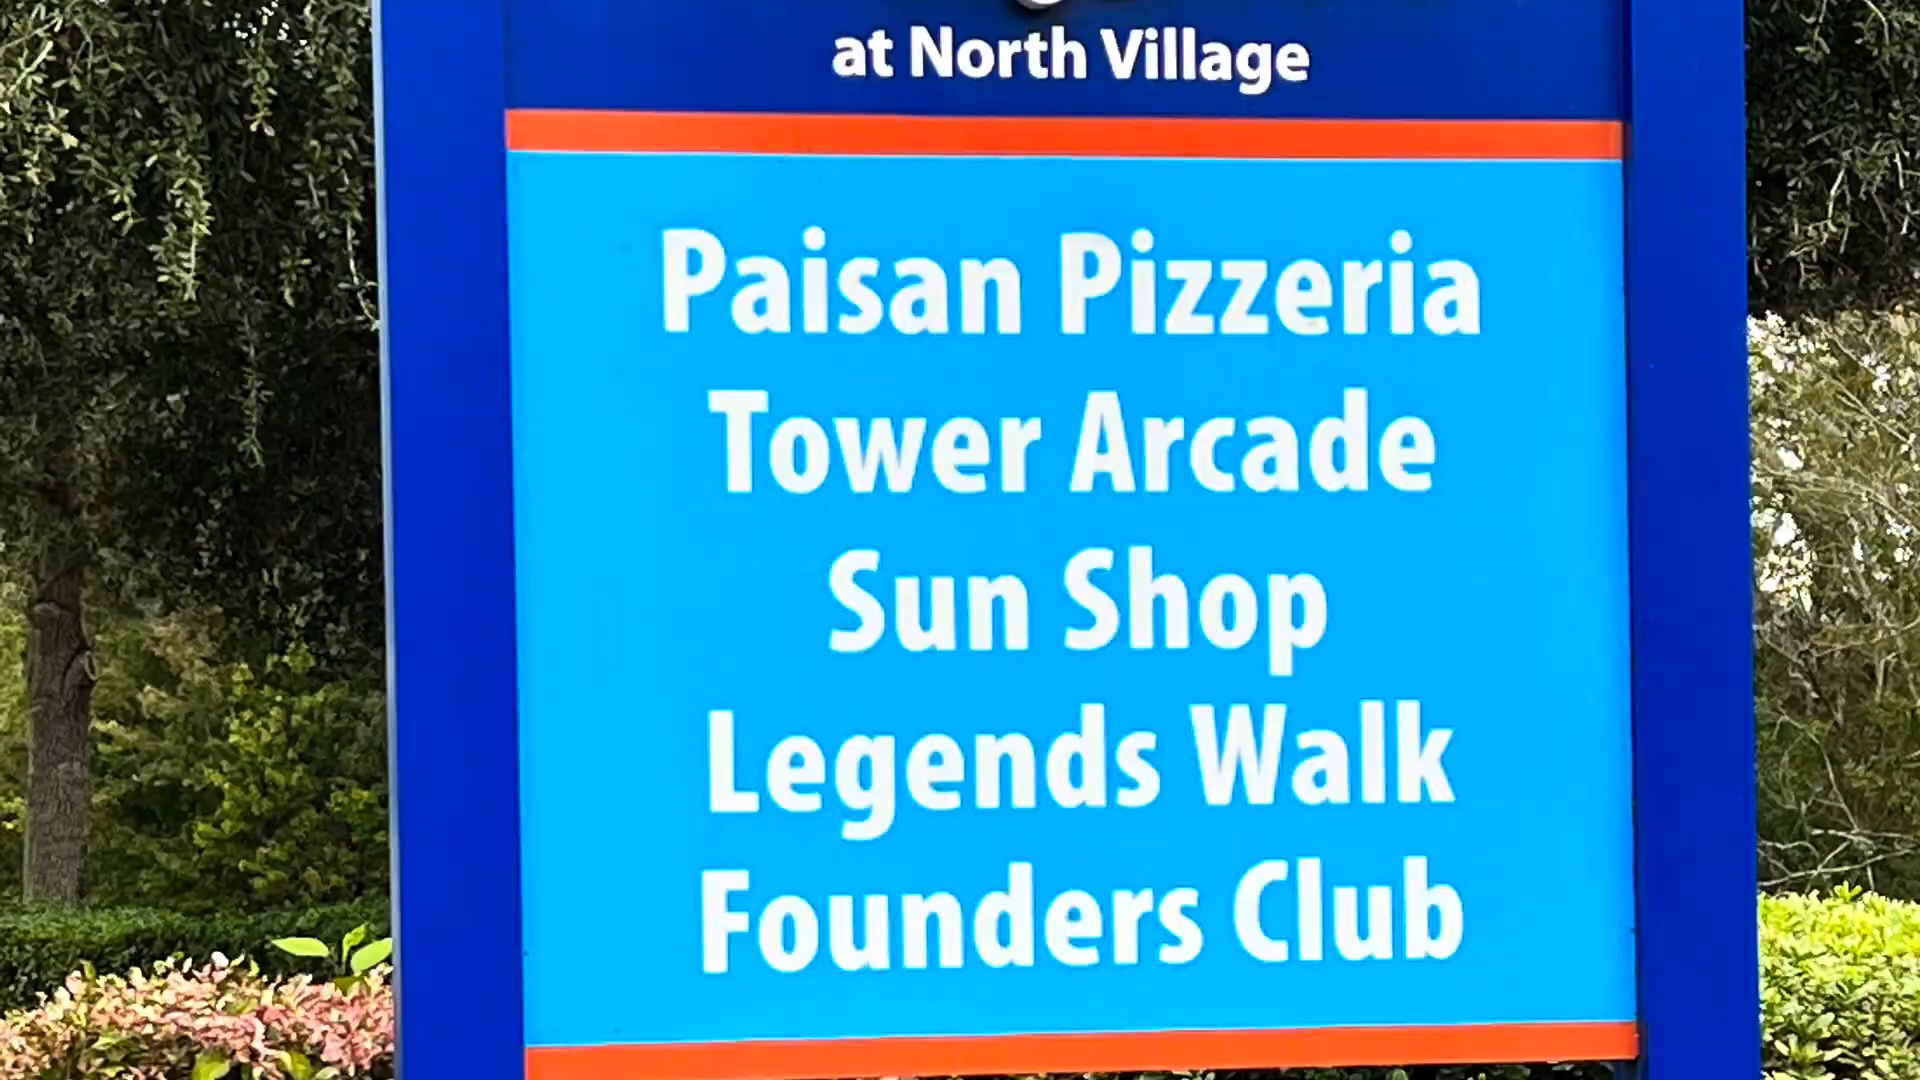 at North Village
Paisan Pizzeria
Tower Arcade
Sun Shop
Legends Walk
Founders Club